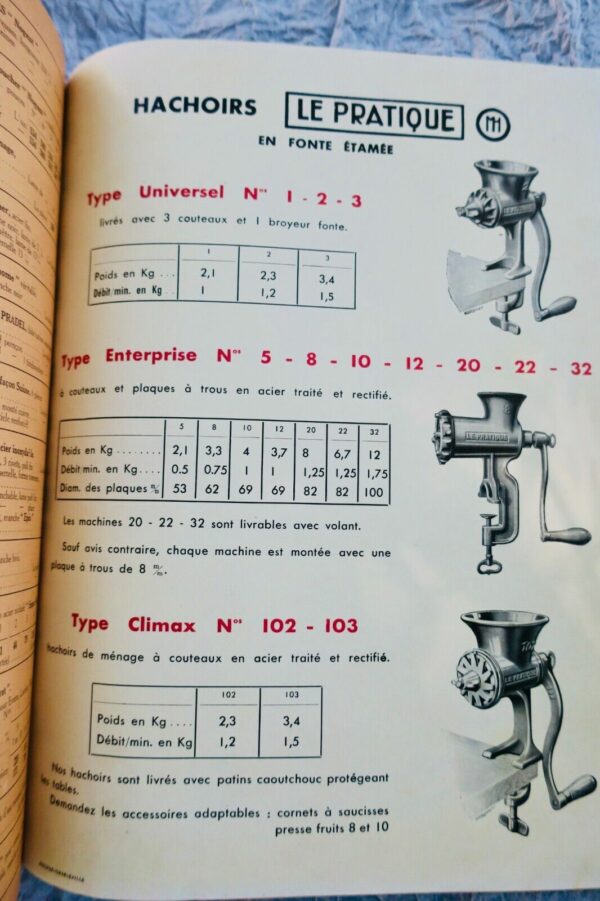 HACHOIRS LE PRATIQUE MH
EN FONTE ÉTAMÉE
Type Universel Nos 1 - 2 - 3
livrés avec 3 couteaux et 1 broyeur fonte.
1 2 3
Poids en Kg ... 2,1 2,3 3,4
Débit/min. en Kg 1 1,2 1,5
LE PRATIQUE
Type Enterprise Nos 5 - 8 - 10 - 12 - 20 - 22 - 32
à couteaux et plaques à trous en acier traité et rectifié.
5 8 10 12 20 22 32
Poids en Kg ........ 2,1 3,3 4 3,7 8 6,7 12
Débit min. en Kg.... 0.5 0.75 1 1 1,25 1,25 1,75
Diam. des plaques m/m 53 62 69 69 82 82 100
LE PRATIQUE
Les machines 20 - 22 - 32 sont livrables avec volant.
Sauf avis contraire, chaque machine est montée avec une
plaque à trous de 8 m/m.
Type Climax Nos 102 - 103
hachoirs de ménage à couteaux en acier traité et rectifié.
102 103
Poids en Kg .... 2,3 3,4
Débit/min. en Kg 1,2 1,5
LE PRATIQUE
Nos hachoirs sont livrés avec patins caoutchouc protégeant
les tables.
Demandez les accessoires adaptables : cornets à saucisses
presse fruits 8 et 10